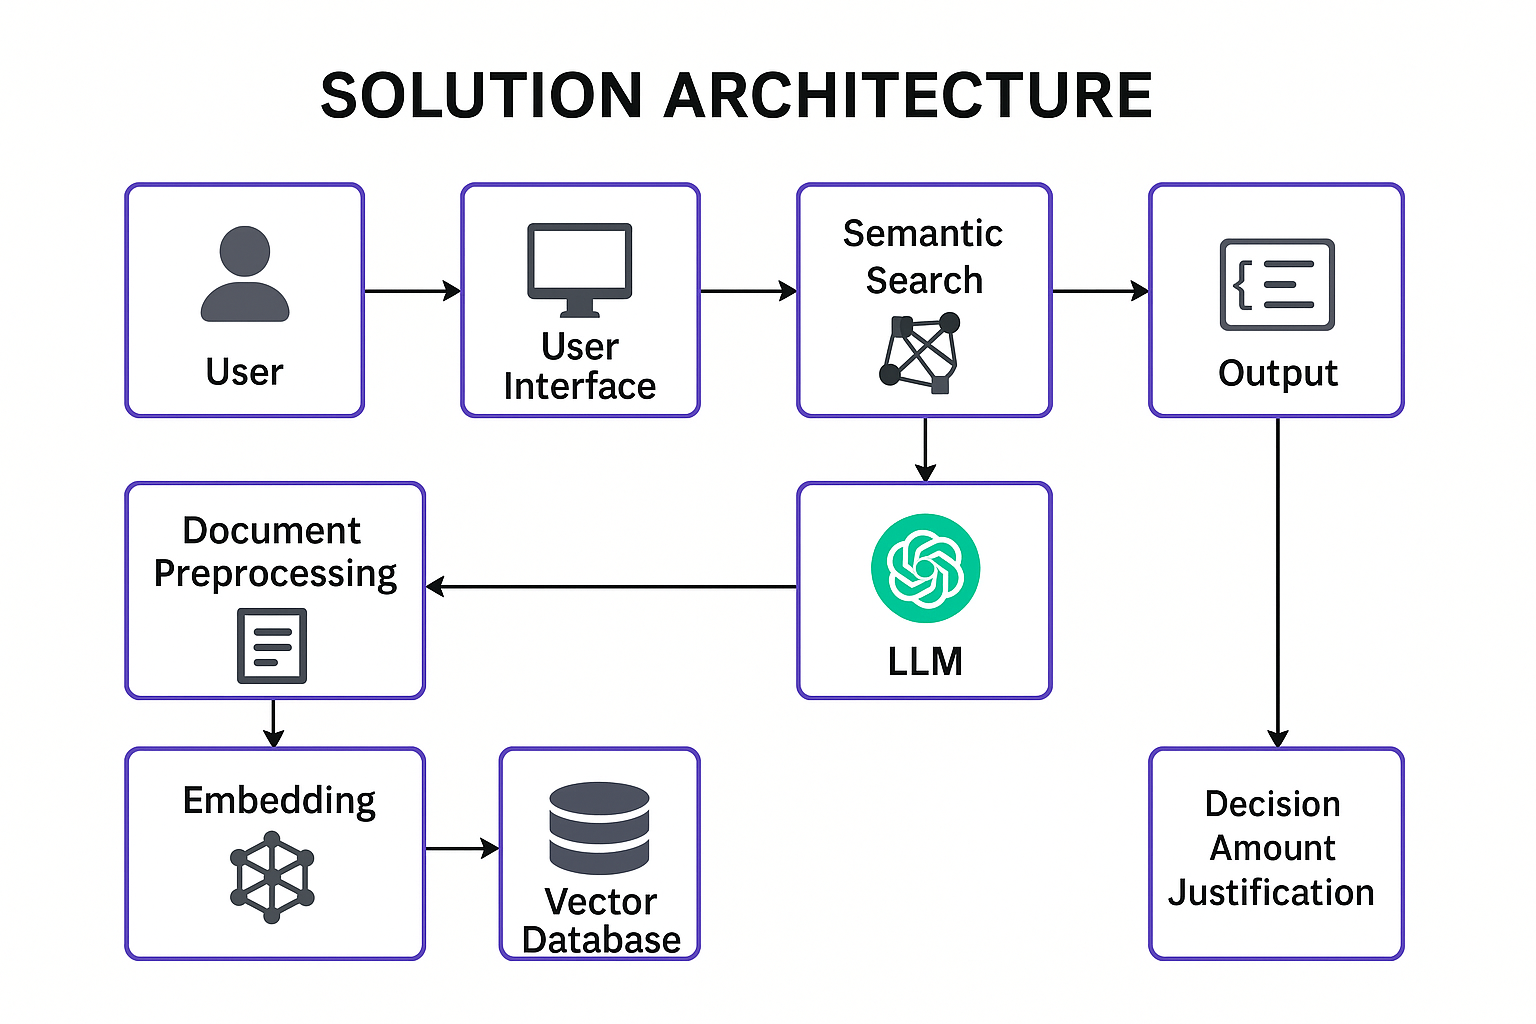 SOLUTION ARCHITECTURE
User
User
Interface
Semantic
Search
Output
Document
Preprocessing
LLM
Embedding
Vector
Database
Decision
Amount
Justification